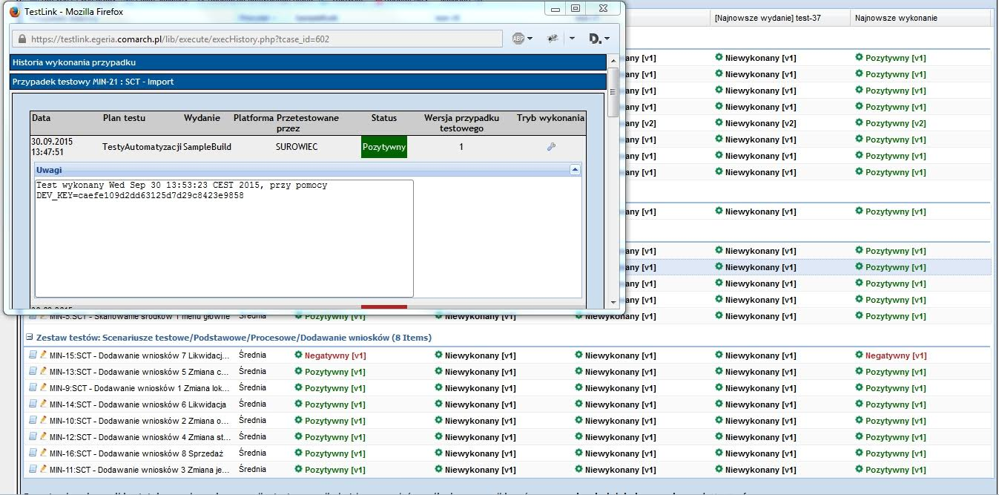 TestLink - Mozilla Firefox
https://testlink.egeria.comarch.pl/lib/execute/execHistory.php?tcase_id=602
ABP
D.
Historia wykonania przypadku
Przypadek testowy MIN-21 : SCT - Import
Data Plan testu Wydanie Platforma Przetestowane przez Status Wersja przypadku testowego Tryb wykonania
30.09.2015 13:47:51 TestyAutomatyzacji SampleBuild SUROWIEC Pozytywny 1
Uwagi
Test wykonany Wed Sep 30 13:53:23 CEST 2015, przy pomocy
DEV_KEY=caefe109d2dd63125d7d29c8423e9858
[Najnowsze wydanie] test-37 Najnowsze wykonanie
any [v1] Niewykonany [v1] Pozytywny [v1]
any [v1] Niewykonany [v1] Pozytywny [v1]
any [v1] Niewykonany [v1] Pozytywny [v1]
any [v1] Niewykonany [v1] Pozytywny [v1]
any [v2] Niewykonany [v2] Pozytywny [v2]
any [v1] Niewykonany [v1] Pozytywny [v1]
any [v1] Niewykonany [v1] Pozytywny [v1]
any [v1] Niewykonany [v1] Pozytywny [v1]
any [v1] Niewykonany [v1] Pozytywny [v1]
any [v1] Niewykonany [v1] Pozytywny [v1]
any [v1] Niewykonany [v1] Pozytywny [v1]
any [v1] Niewykonany [v1] Pozytywny [v1]
any [v1] Niewykonany [v1] Pozytywny [v1]
MIN-5:SCT - Skanowanie środków 1 menu główne Średnia Pozytywny [v1] Niewykonany [v1] Niewykonany [v1] Niewykonany [v1] Pozytywny [v1]
Zestaw testów: Scenariusze testowe/Podstawowe/Procesowe/Dodawanie wniosków (8 Items)
MIN-15:SCT - Dodawanie wniosków 7 Likwidacj... Średnia Negatywny [v1] Niewykonany [v1] Niewykonany [v1] Niewykonany [v1] Negatywny [v1]
MIN-13:SCT - Dodawanie wniosków 5 Zmiana c... Średnia Pozytywny [v1] Niewykonany [v1] Niewykonany [v1] Niewykonany [v1] Pozytywny [v1]
MIN-9:SCT - Dodawanie wniosków 1 Zmiana lok... Średnia Pozytywny [v1] Niewykonany [v1] Niewykonany [v1] Niewykonany [v1] Pozytywny [v1]
MIN-14:SCT - Dodawanie wniosków 6 Likwidacja Średnia Pozytywny [v1] Niewykonany [v1] Niewykonany [v1] Niewykonany [v1] Pozytywny [v1]
MIN-10:SCT - Dodawanie wniosków 2 Zmiana o... Średnia Pozytywny [v1] Niewykonany [v1] Niewykonany [v1] Niewykonany [v1] Pozytywny [v1]
MIN-12:SCT - Dodawanie wniosków 4 Zmiana st... Średnia Pozytywny [v1] Niewykonany [v1] Niewykonany [v1] Niewykonany [v1] Pozytywny [v1]
MIN-16:SCT - Dodawanie wniosków 8 Sprzedaż Średnia Pozytywny [v1] Niewykonany [v1] Niewykonany [v1] Niewykonany [v1] Pozytywny [v1]
MIN-11:SCT - Dodawanie wniosków 3 Zmiana je... Średnia Pozytywny [v1] Niewykonany [v1] Niewykonany [v1] Niewykonany [v1] Pozytywny [v1]